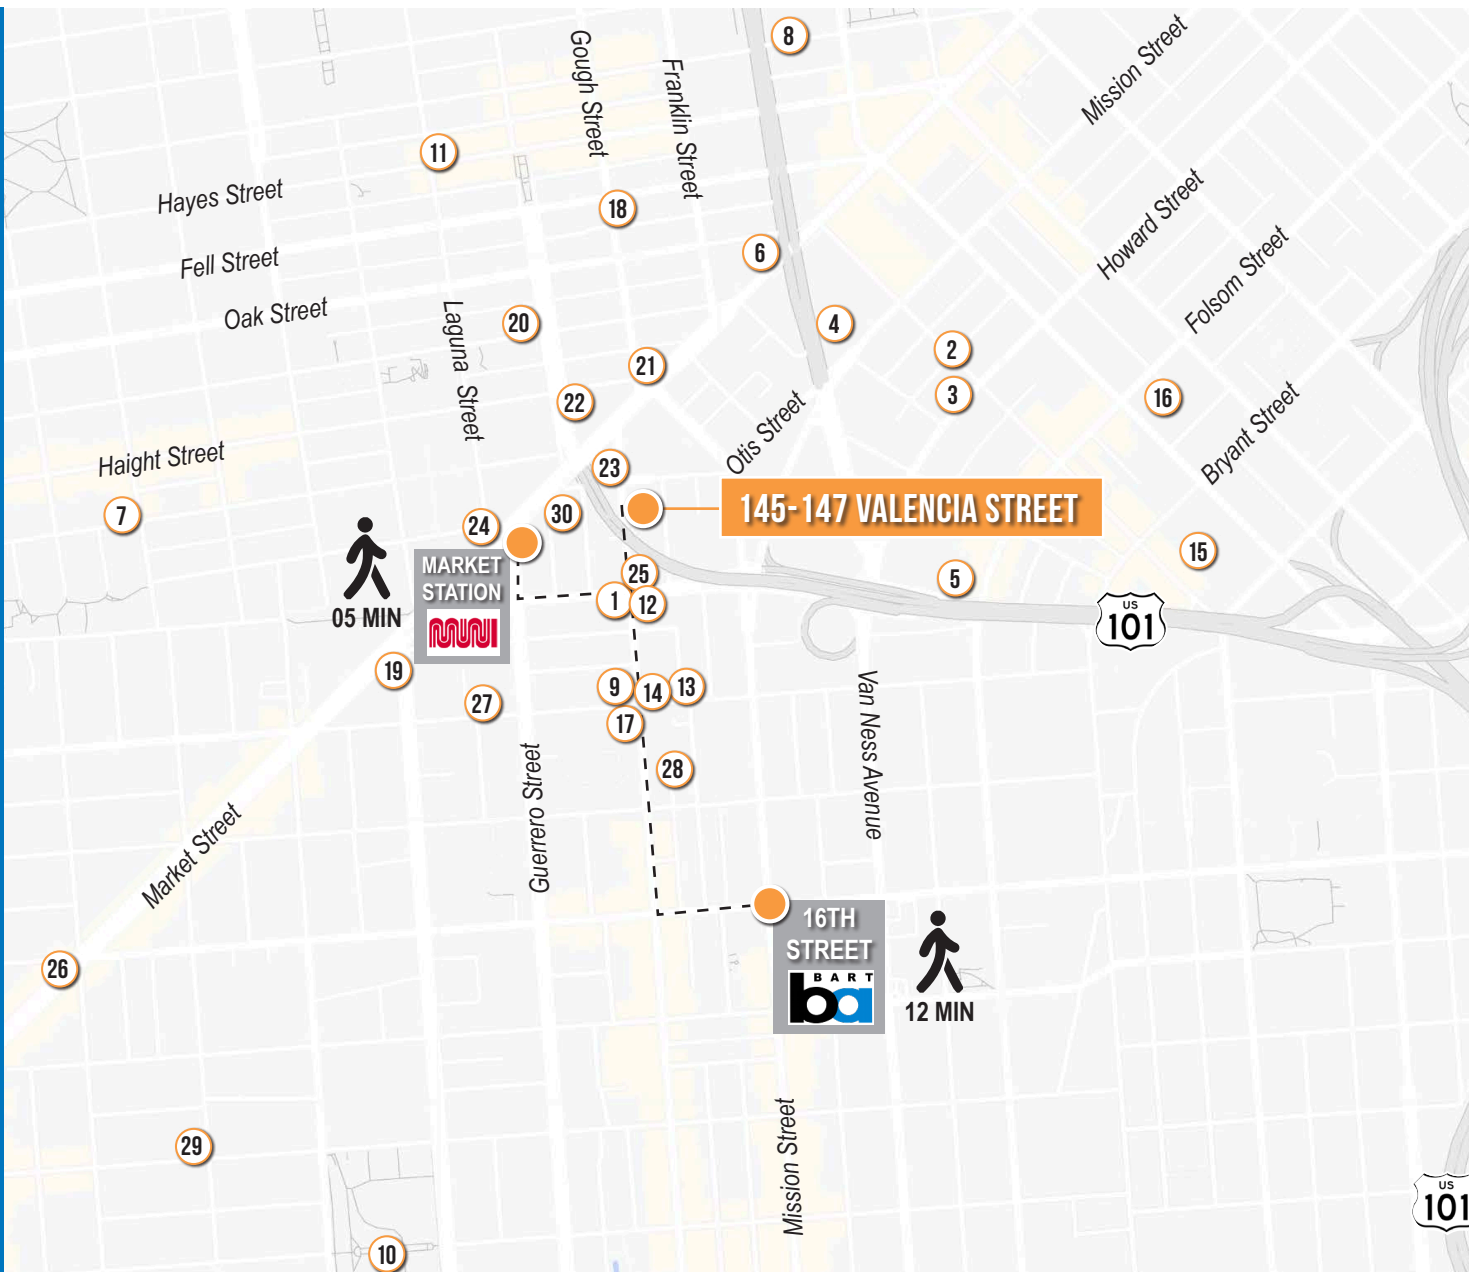 8
Gough Street
Franklin Street
Mission Street
11
Hayes Street
18
Howard Street
Fell Street
6
Folsom Street
Oak Street
Laguna Street
20
4
2
21
3
16
22
Otis Street
Bryant Street
Haight Street
23
7
24
30
145-147 VALENCIA STREET
MARKET
STATION
MUNI
05 MIN
25
1
12
5
15
US
101
19
27
9
14
13
17
Van Ness Avenue
28
Guerrero Street
Market Street
16TH
STREET
BART
ba
12 MIN
26
29
Mission Street
10
US
101